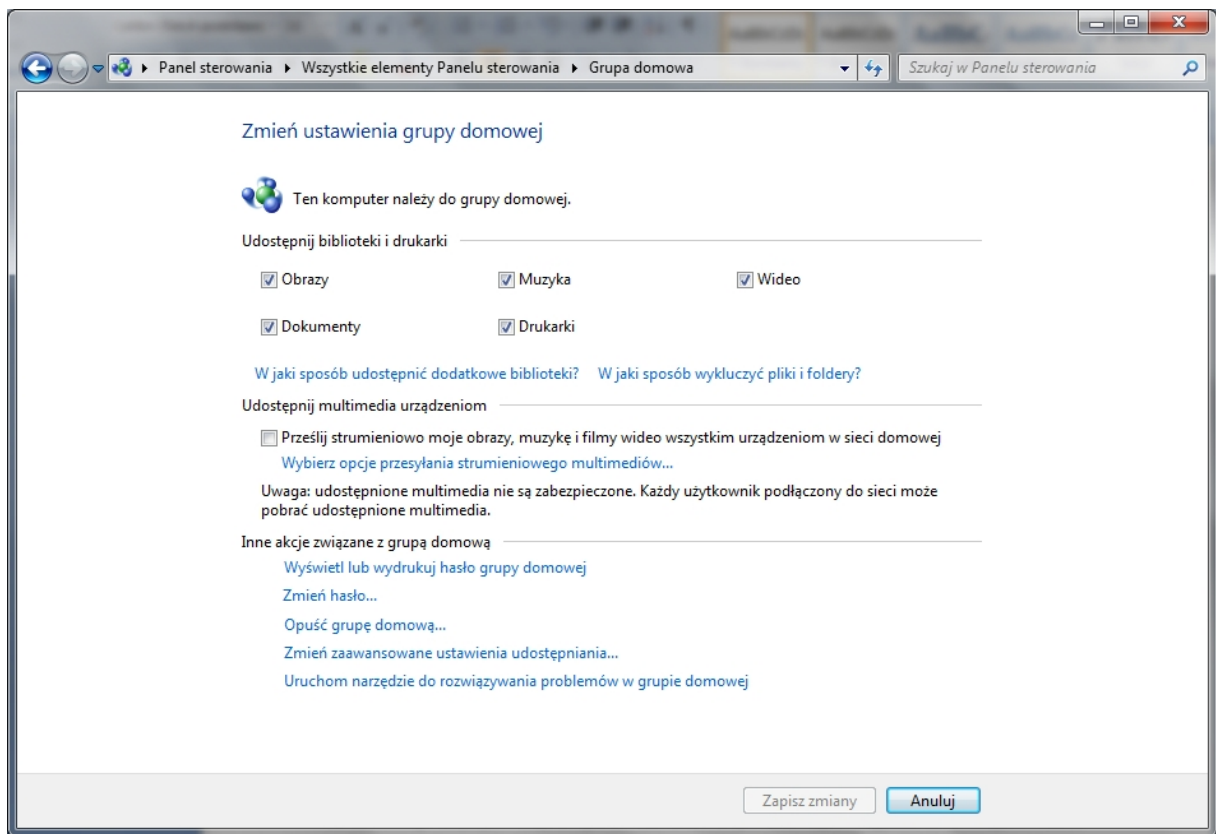 Panel sterowania Wszystkie elementy Panelu sterowania Grupa domowa Szukaj w Panelu sterowania
Zmień ustawienia grupy domowej
Ten komputer należy do grupy domowej.
Udostępnij biblioteki i drukarki
Obrazy Muzyka Wideo
Dokumenty Drukarki
W jaki sposób udostępnić dodatkowe biblioteki? W jaki sposób wykluczyć pliki i foldery?
Udostępnij multimedia urządzeniom
Prześlij strumieniowo moje obrazy, muzykę i filmy wideo wszystkim urządzeniom w sieci domowej
Wybierz opcje przesyłania strumieniowego multimediów...
Uwaga: udostępnione multimedia nie są zabezpieczone. Każdy użytkownik podłączony do sieci może
pobrać udostępnione multimedia.
Inne akcje związane z grupą domową
Wyświetl lub wydrukuj hasło grupy domowej
Zmień hasło...
Opuść grupę domową...
Zmień zaawansowane ustawienia udostępniania...
Uruchom narzędzie do rozwiązywania problemów w grupie domowej
Zapisz zmiany Anuluj